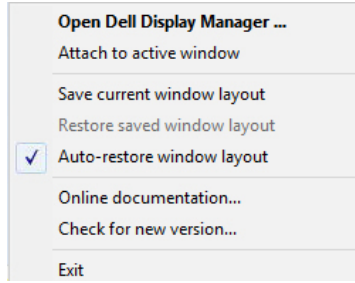 Open Dell Display Manager ...
Attach to active window
Save current window layout
Restore saved window layout
Auto-restore window layout
Online documentation...
Check for new version...
Exit